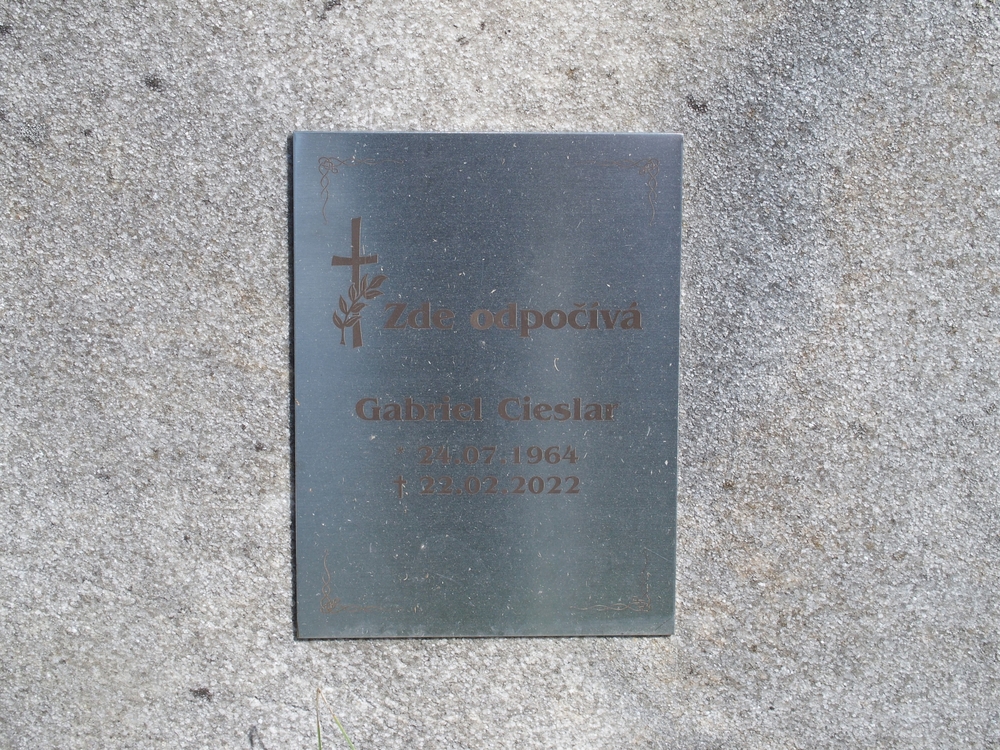 Zde odpočívá
Gabriel Cieslar
* 24.07.1964
† 22.02.2022